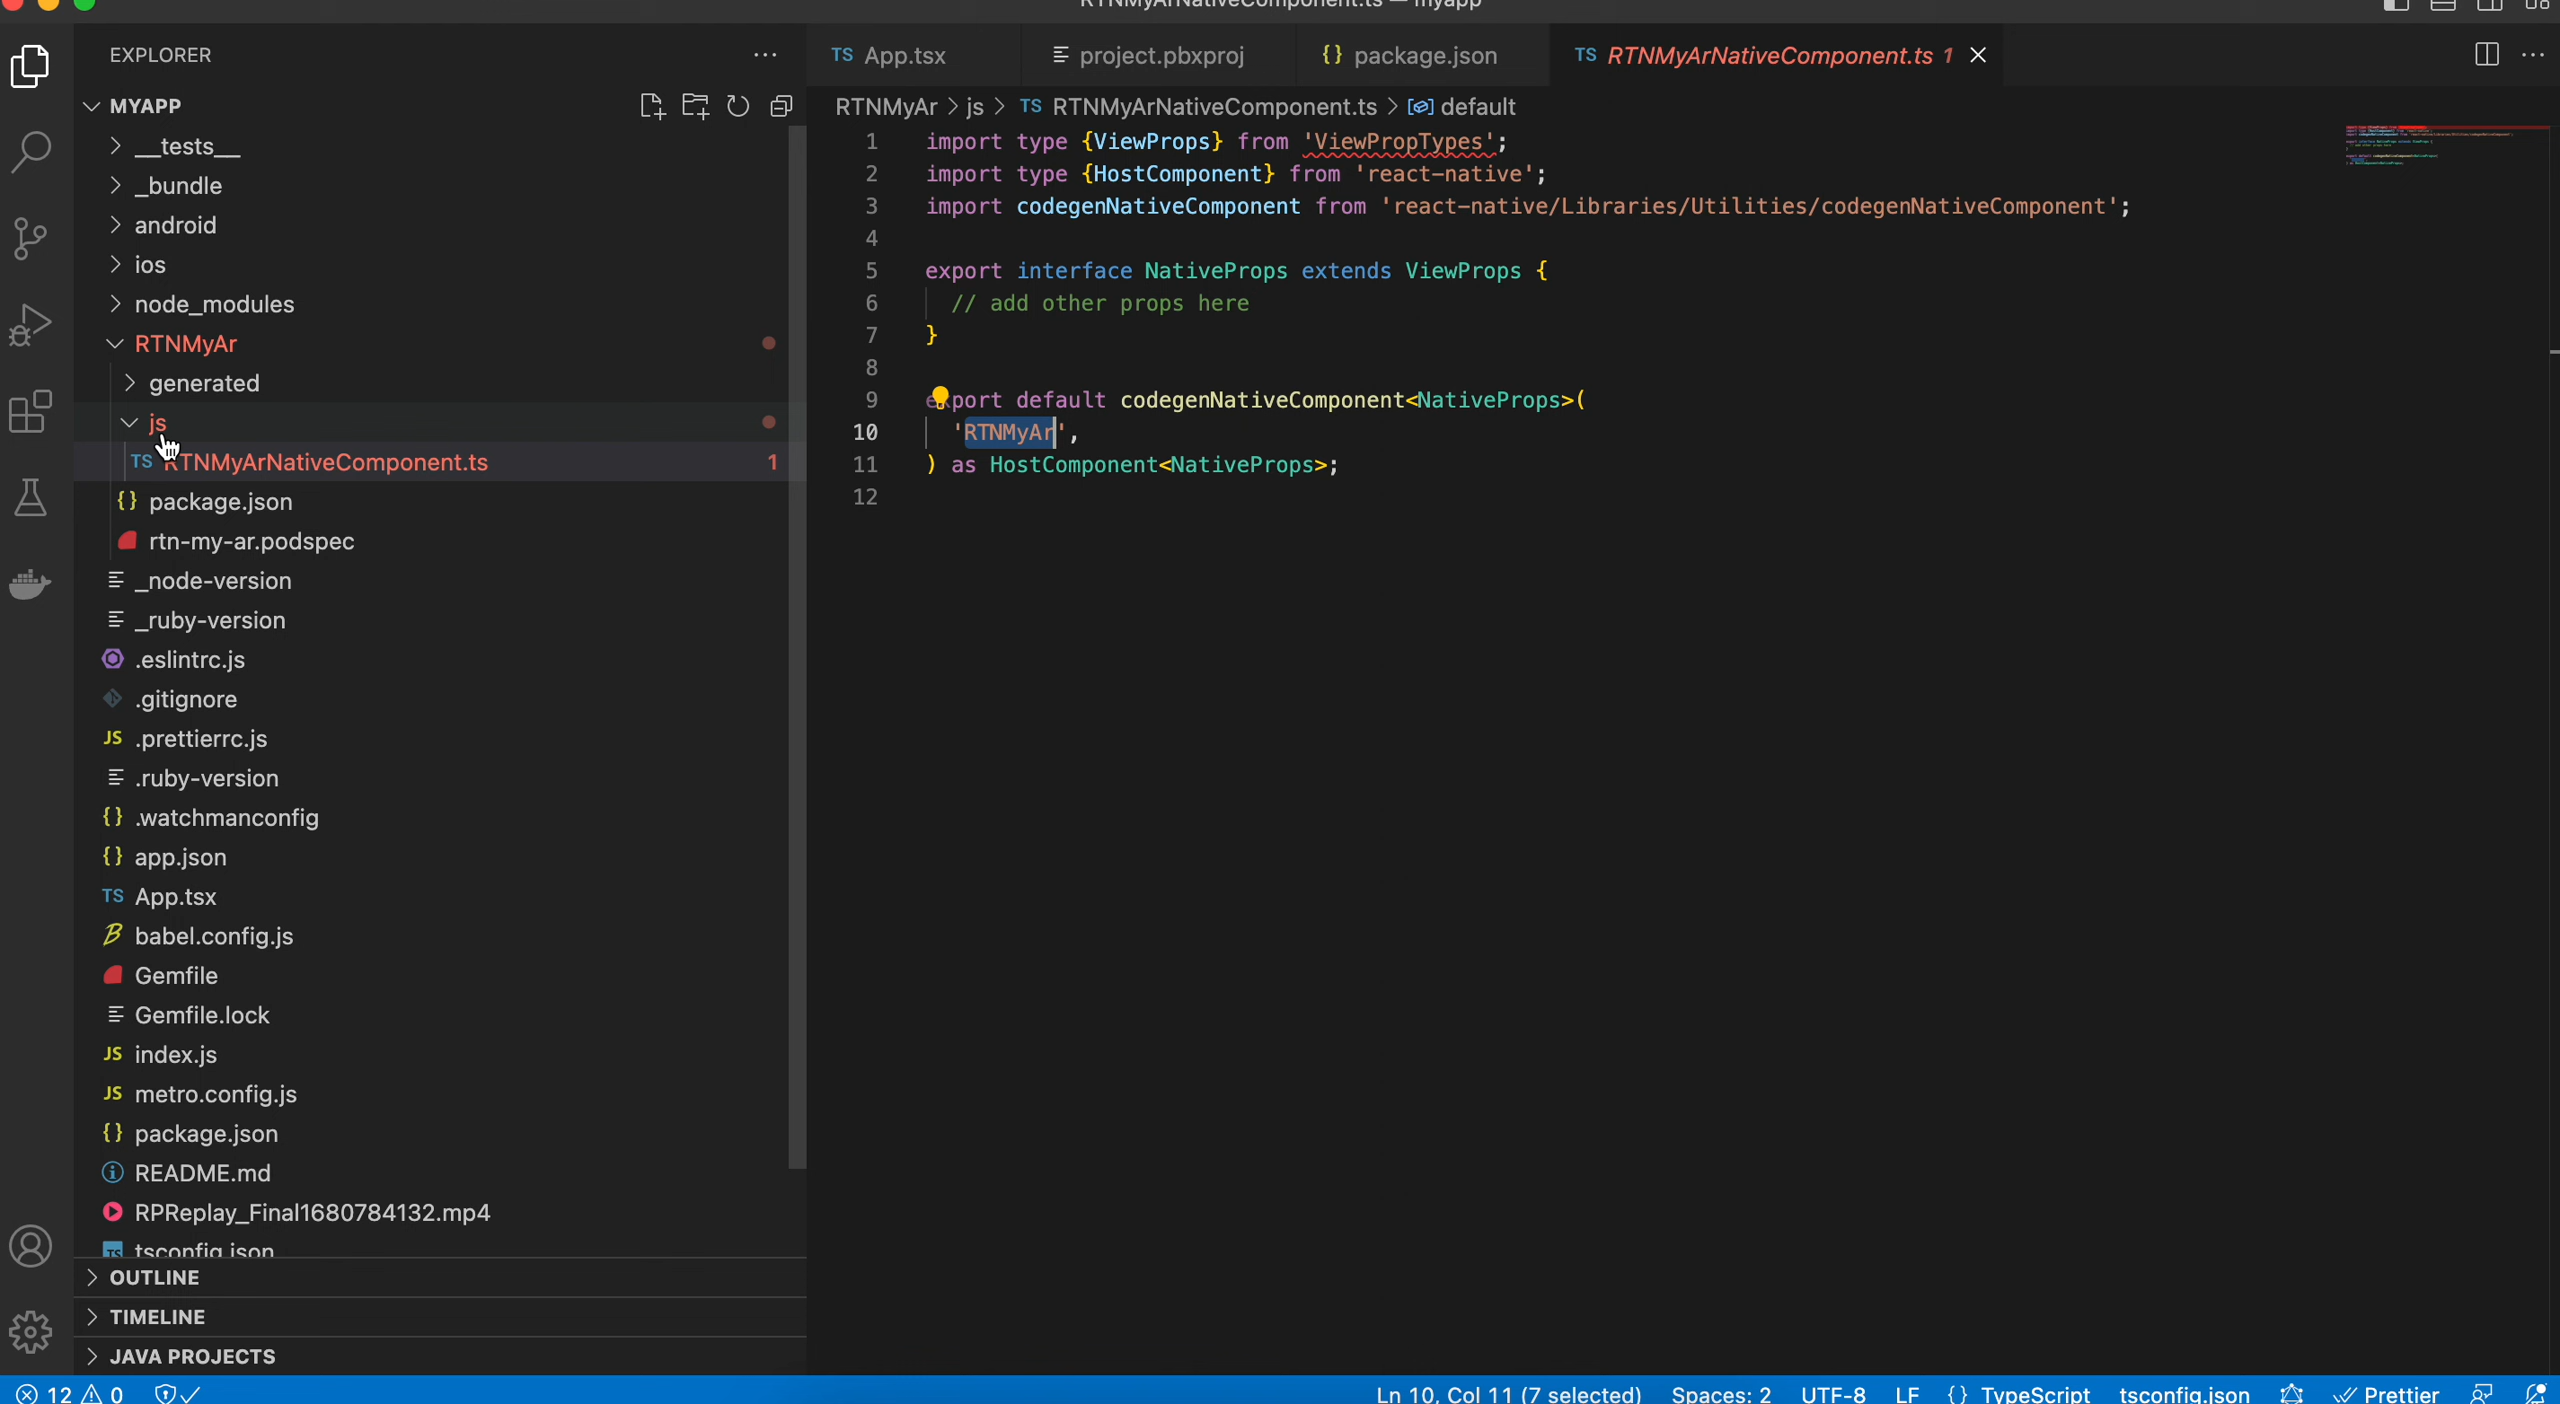 RTNMyArNativeComponent.ts — myapp
EXPLORER
TS App.tsx
project.pbxproj
{} package.json
TS RTNMyArNativeComponent.ts 1
MYAPP
RTNMyAr > js > TS RTNMyArNativeComponent.ts > default
__tests__
_bundle
android
ios
node_modules
RTNMyAr
generated
js
TS RTNMyArNativeComponent.ts 1
{} package.json
rtn-my-ar.podspec
_node-version
_ruby-version
.eslintrc.js
.gitignore
JS .prettierrc.js
.ruby-version
{} .watchmanconfig
{} app.json
TS App.tsx
babel.config.js
Gemfile
Gemfile.lock
JS index.js
JS metro.config.js
{} package.json
README.md
RPReplay_Final1680784132.mp4
TS tsconfig.json
OUTLINE
TIMELINE
JAVA PROJECTS
1 import type {ViewProps} from 'ViewPropTypes';
2 import type {HostComponent} from 'react-native';
3 import codegenNativeComponent from 'react-native/Libraries/Utilities/codegenNativeComponent';
4
5 export interface NativeProps extends ViewProps {
6 // add other props here
7 }
8
9 export default codegenNativeComponent<NativeProps>(
10 'RTNMyAr',
11 ) as HostComponent<NativeProps>;
12
12 0
Ln 10, Col 11 (7 selected) Spaces: 2 UTF-8 LF {} TypeScript tsconfig.json Prettier